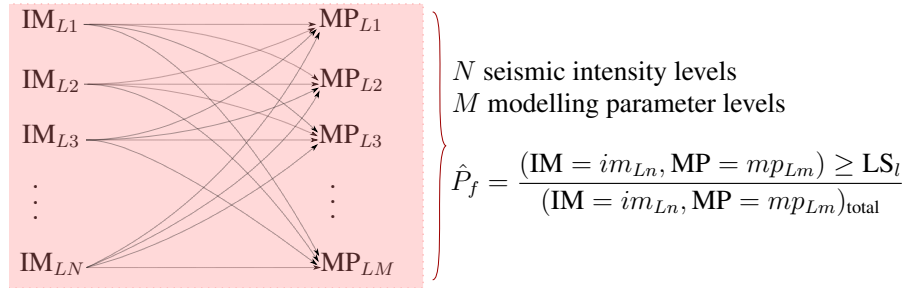 IM_{L1} MP_{L1}
IM_{L2} MP_{L2}
IM_{L3} MP_{L3}
⋮ ⋮
IM_{LN} MP_{LM}
N seismic intensity levels
M modelling parameter levels
\hat{P}_f = \frac{(IM = im_{Ln}, MP = mp_{Lm}) ≥ LS_l}{(IM = im_{Ln}, MP = mp_{Lm})_{total}}